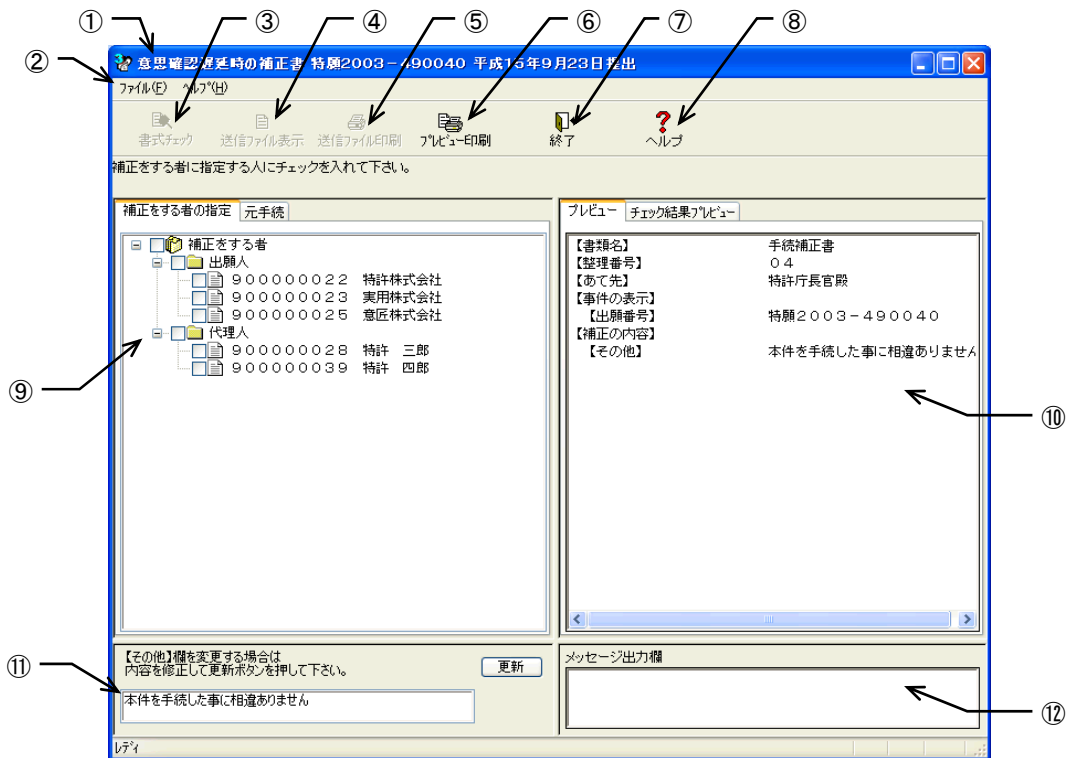 ① ③ ④ ⑤ ⑥ ⑦ ⑧
②
意思確認遅延時の補正書 特願2003-490040 平成15年9月23日提出
ファイル(F) ヘルプ(H)
書式チェック 送信ファイル表示 送信ファイル印刷 プレビュー印刷 終了 ヘルプ
補正をする者に指定する人にチェックを入れて下さい。
補正をする者の指定 元手続
補正をする者
出願人
900000022 特許株式会社
900000023 実用株式会社
900000025 意匠株式会社
代理人
900000028 特許 三郎
900000039 特許 四郎
⑨
プレビュー チェック結果プレビュー
【書類名】 手続補正書
【整理番号】 04
【あて先】 特許庁長官殿
【事件の表示】
【出願番号】 特願2003-490040
【補正の内容】
【その他】 本件を手続した事に相違ありません
⑩
【その他】欄を変更する場合は
内容を修正して更新ボタンを押して下さい。
更新
⑪
本件を手続した事に相違ありません
メッセージ出力欄
⑫
レディ